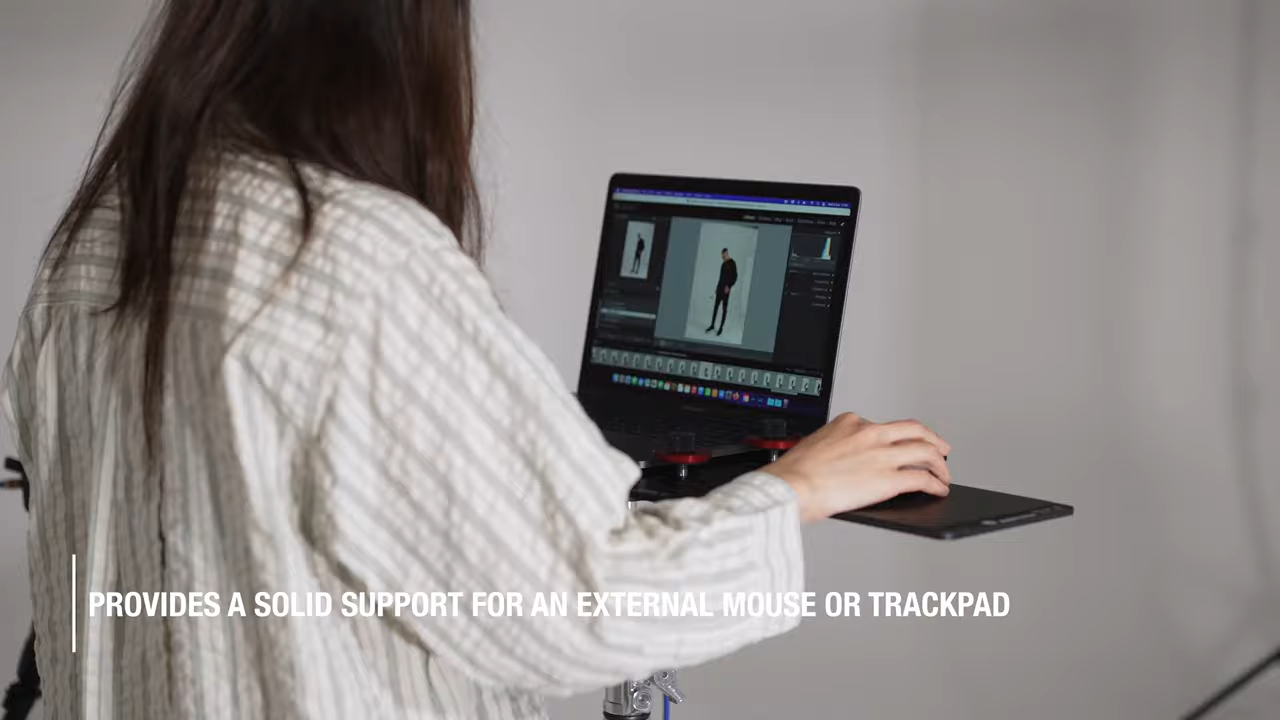 PROVIDES A SOLID SUPPORT FOR AN EXTERNAL MOUSE OR TRACKPAD